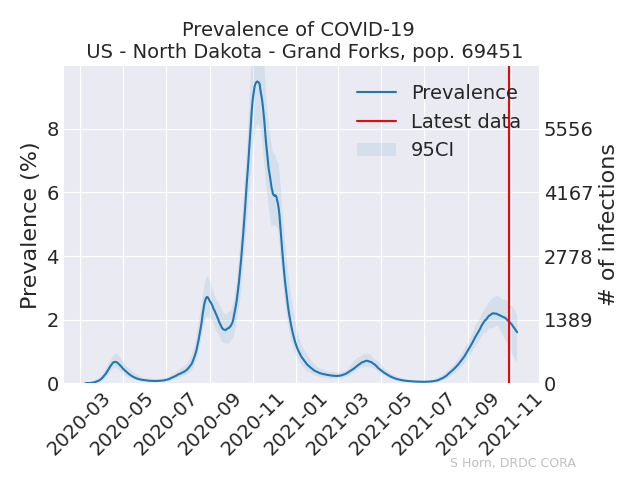 Prevalence of COVID-19
US - North Dakota - Grand Forks, pop. 69451
Prevalence
Latest data
95CI
Prevalence (%)
8
6
4
2
0
5556
4167
2778
1389
0
# of infections
2020-03
2020-05
2020-07
2020-09
2020-11
2021-01
2021-03
2021-05
2021-07
2021-09
2021-11
S Horn, DRDC CORA